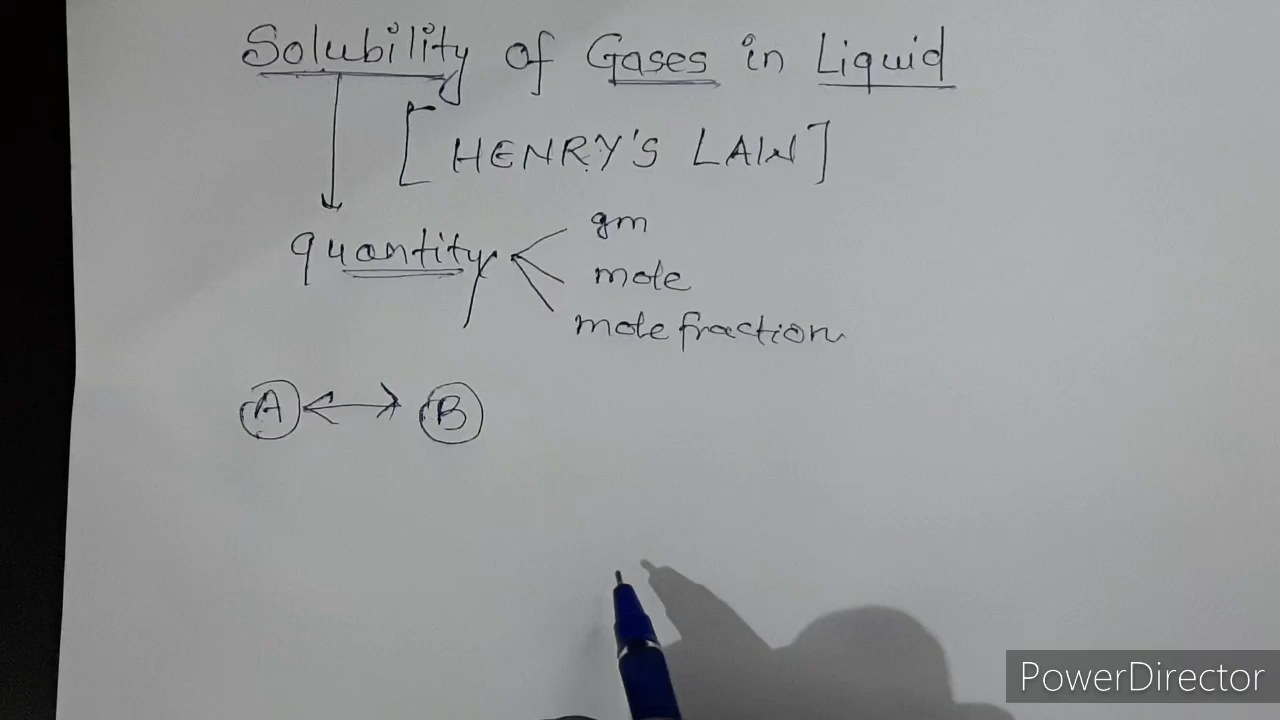 Solubility of Gases in Liquid
[HENRY'S LAW]
quantity
gm
mole
mole fraction
A B
PowerDirector